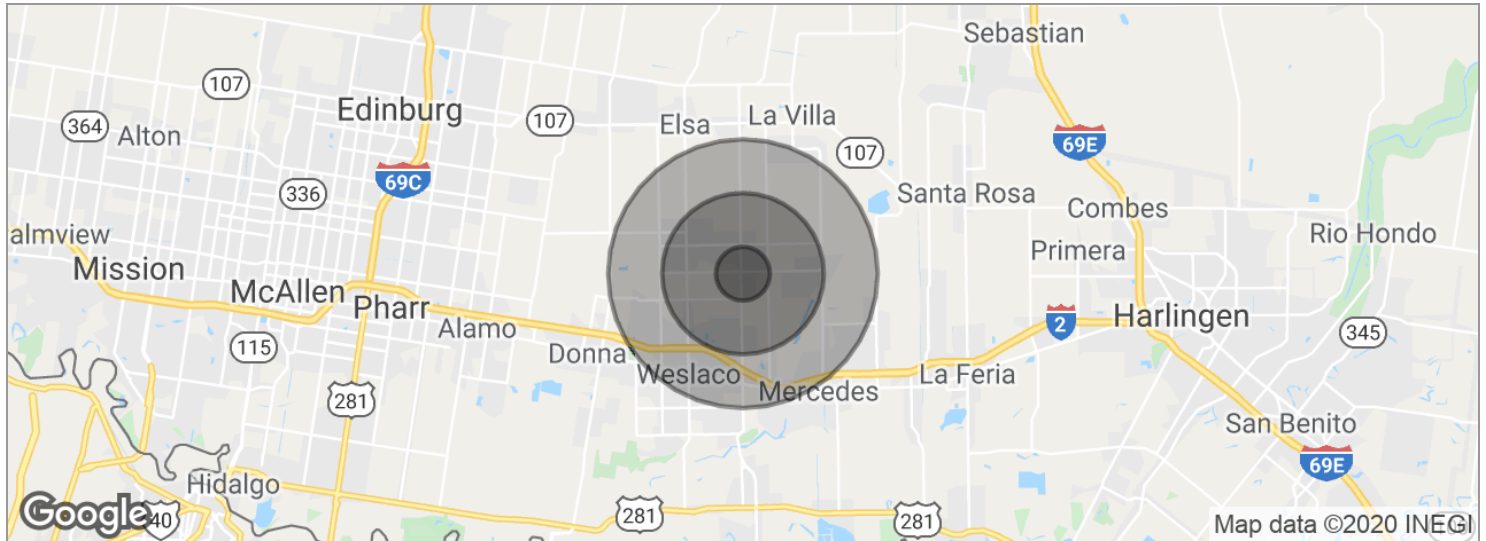 Sebastian
107
Edinburg
364
Alton
107
Elsa
La Villa
107
69E
69C
336
Santa Rosa
Combes
almview
Rio Hondo
Primera
Mission
McAllen
Pharr
Alamo
2
Harlingen
115
345
Donna
Weslaco
La Feria
Mercedes
281
San Benito
69E
Hidalgo
Google
40
281
281
Map data ©2020 INEGI